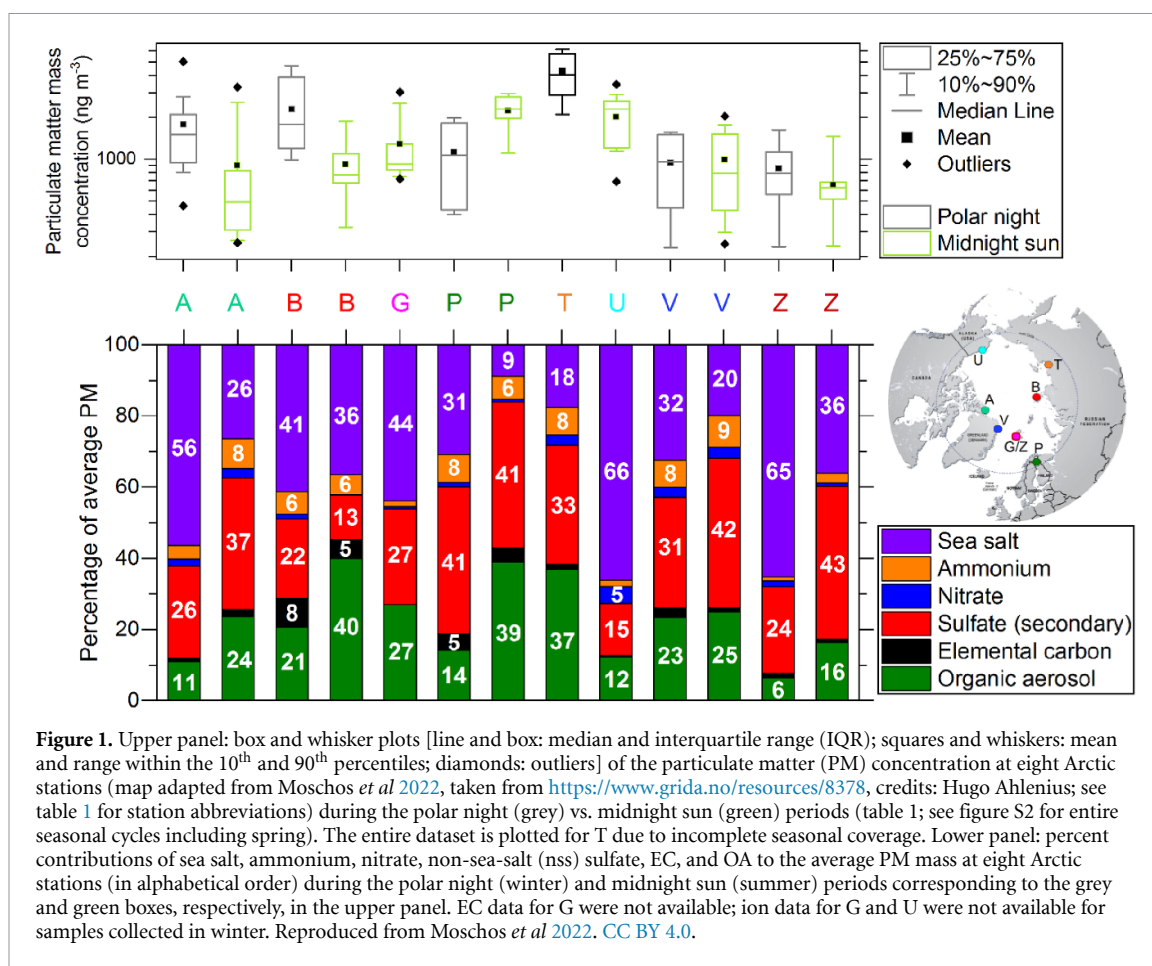 Particulate matter mass
concentration (ng m⁻³)
1000
25%~75%
10%~90%
Median Line
Mean
Outliers
Polar night
Midnight sun
A A B B G P P T U V V Z Z
Percentage of average PM
100
80
60
40
20
0
56 26 11
26 8 37 24
41 6 22 8 21
36 6 13 5 40
44 27 27
31 8 41 5 14
9 6 41 39
18 8 33 37
66 5 15 12
32 8 31 23
20 9 42 25
65 24 6
36 43 16
ALASKA
(USA)
CANADA
GREENLAND
RUSSIAN
FEDERATION
ICELAND
NORWAY
FINLAND
U
T
B
A
V
G/Z
P
Sea salt
Ammonium
Nitrate
Sulfate (secondary)
Elemental carbon
Organic aerosol
Figure 1. Upper panel: box and whisker plots [line and box: median and interquartile range (IQR); squares and whiskers: mean
and range within the 10th and 90th percentiles; diamonds: outliers] of the particulate matter (PM) concentration at eight Arctic
stations (map adapted from Moschos et al 2022, taken from https://www.grida.no/resources/8378, credits: Hugo Ahlenius; see
table 1 for station abbreviations) during the polar night (grey) vs. midnight sun (green) periods (table 1; see figure S2 for entire
seasonal cycles including spring). The entire dataset is plotted for T due to incomplete seasonal coverage. Lower panel: percent
contributions of sea salt, ammonium, nitrate, non-sea-salt (nss) sulfate, EC, and OA to the average PM mass at eight Arctic
stations (in alphabetical order) during the polar night (winter) and midnight sun (summer) periods corresponding to the grey
and green boxes, respectively, in the upper panel. EC data for G were not available; ion data for G and U were not available for
samples collected in winter. Reproduced from Moschos et al 2022. CC BY 4.0.